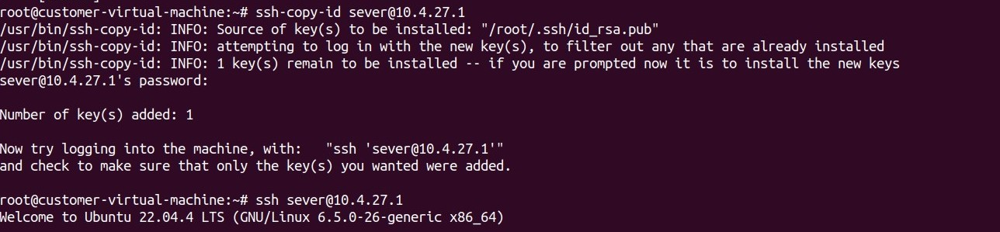 root@customer-virtual-machine:~# ssh-copy-id sever@10.4.27.1
/usr/bin/ssh-copy-id: INFO: Source of key(s) to be installed: "/root/.ssh/id_rsa.pub"
/usr/bin/ssh-copy-id: INFO: attempting to log in with the new key(s), to filter out any that are already installed
/usr/bin/ssh-copy-id: INFO: 1 key(s) remain to be installed -- if you are prompted now it is to install the new keys
sever@10.4.27.1's password:
Number of key(s) added: 1
Now try logging into the machine, with:   "ssh 'sever@10.4.27.1'"
and check to make sure that only the key(s) you wanted were added.
root@customer-virtual-machine:~# ssh sever@10.4.27.1
Welcome to Ubuntu 22.04.4 LTS (GNU/Linux 6.5.0-26-generic x86_64)